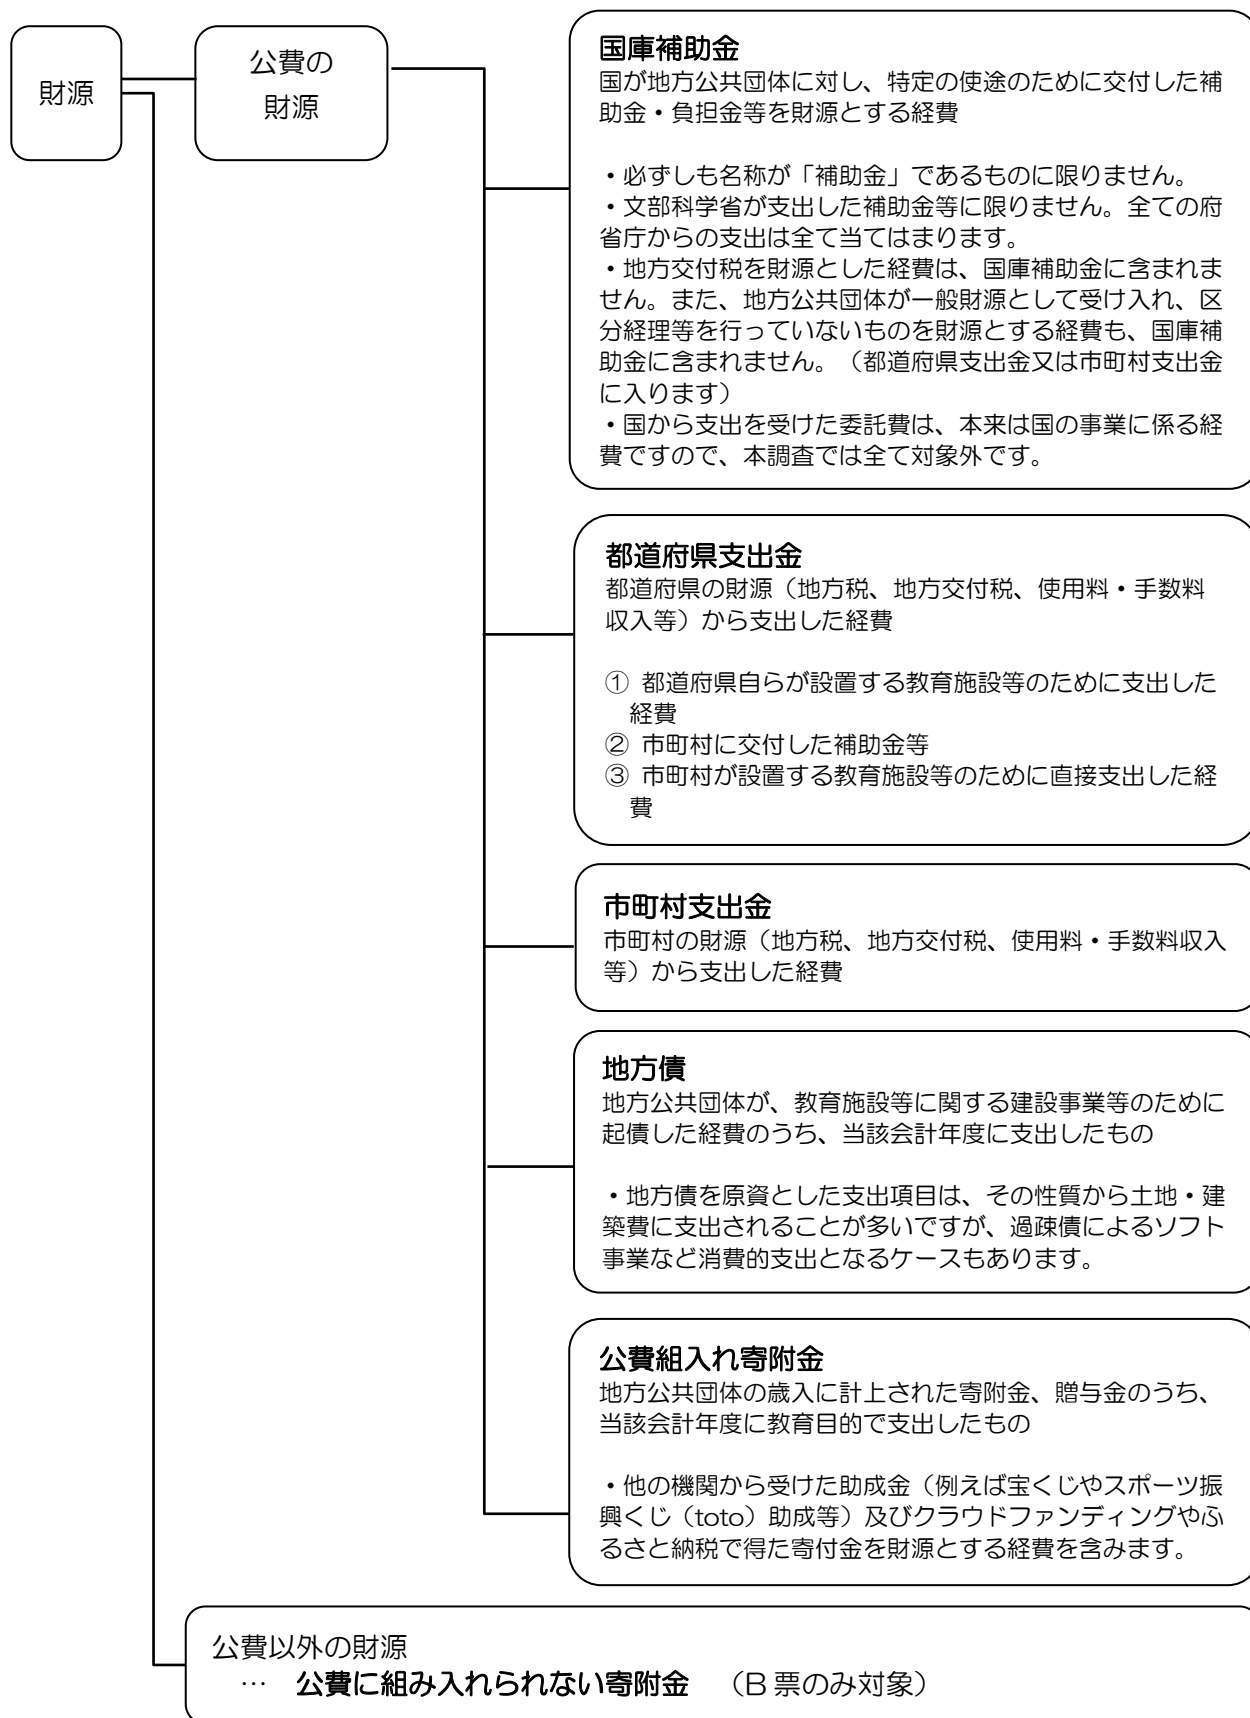 財源
公費の
財源
国庫補助金
国が地方公共団体に対し、特定の使途のために交付した補
助金・負担金等を財源とする経費
・必ずしも名称が「補助金」であるものに限りません。
・文部科学省が支出した補助金等に限りません。全ての府
省庁からの支出は全て当てはまります。
・地方交付税を財源とした経費は、国庫補助金に含まれま
せん。また、地方公共団体が一般財源として受け入れ、区
分経理等を行っていないものを財源とする経費も、国庫補
助金に含まれません。（都道府県支出金又は市町村支出金
に入ります）
・国から支出を受けた委託費は、本来は国の事業に係る経
費ですので、本調査では全て対象外です。
都道府県支出金
都道府県の財源（地方税、地方交付税、使用料・手数料
収入等）から支出した経費
① 都道府県自らが設置する教育施設等のために支出した
経費
② 市町村に交付した補助金等
③ 市町村が設置する教育施設等のために直接支出した経
費
市町村支出金
市町村の財源（地方税、地方交付税、使用料・手数料収入
等）から支出した経費
地方債
地方公共団体が、教育施設等に関する建設事業等のために
起債した経費のうち、当該会計年度に支出したもの
・地方債を原資とした支出項目は、その性質から土地・建
築費に支出されることが多いですが、過疎債によるソフト
事業など消費的支出となるケースもあります。
公費組入れ寄附金
地方公共団体の歳入に計上された寄附金、贈与金のうち、
当該会計年度に教育目的で支出したもの
・他の機関から受けた助成金（例えば宝くじやスポーツ振
興くじ（toto）助成等）及びクラウドファンディングやふ
るさと納税で得た寄付金を財源とする経費を含みます。
公費以外の財源
… 公費に組み入れられない寄附金 （B 票のみ対象）